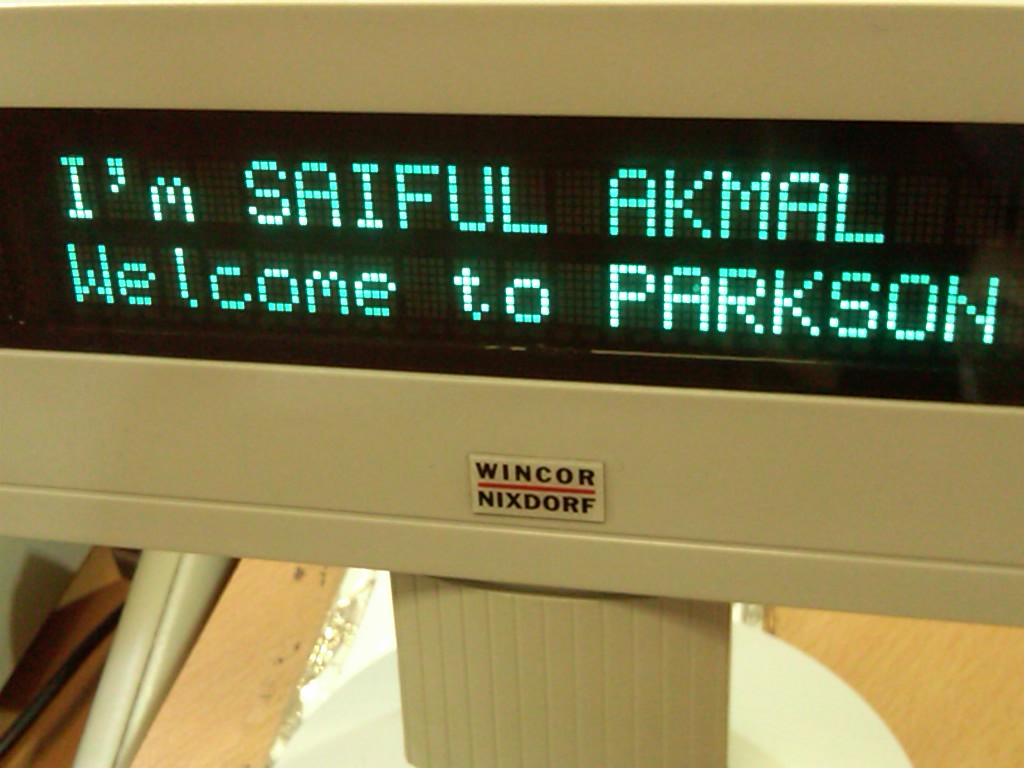 I'm SAIFUL AKMAL
Welcome to PARKSON
WINCOR
NIXDORF